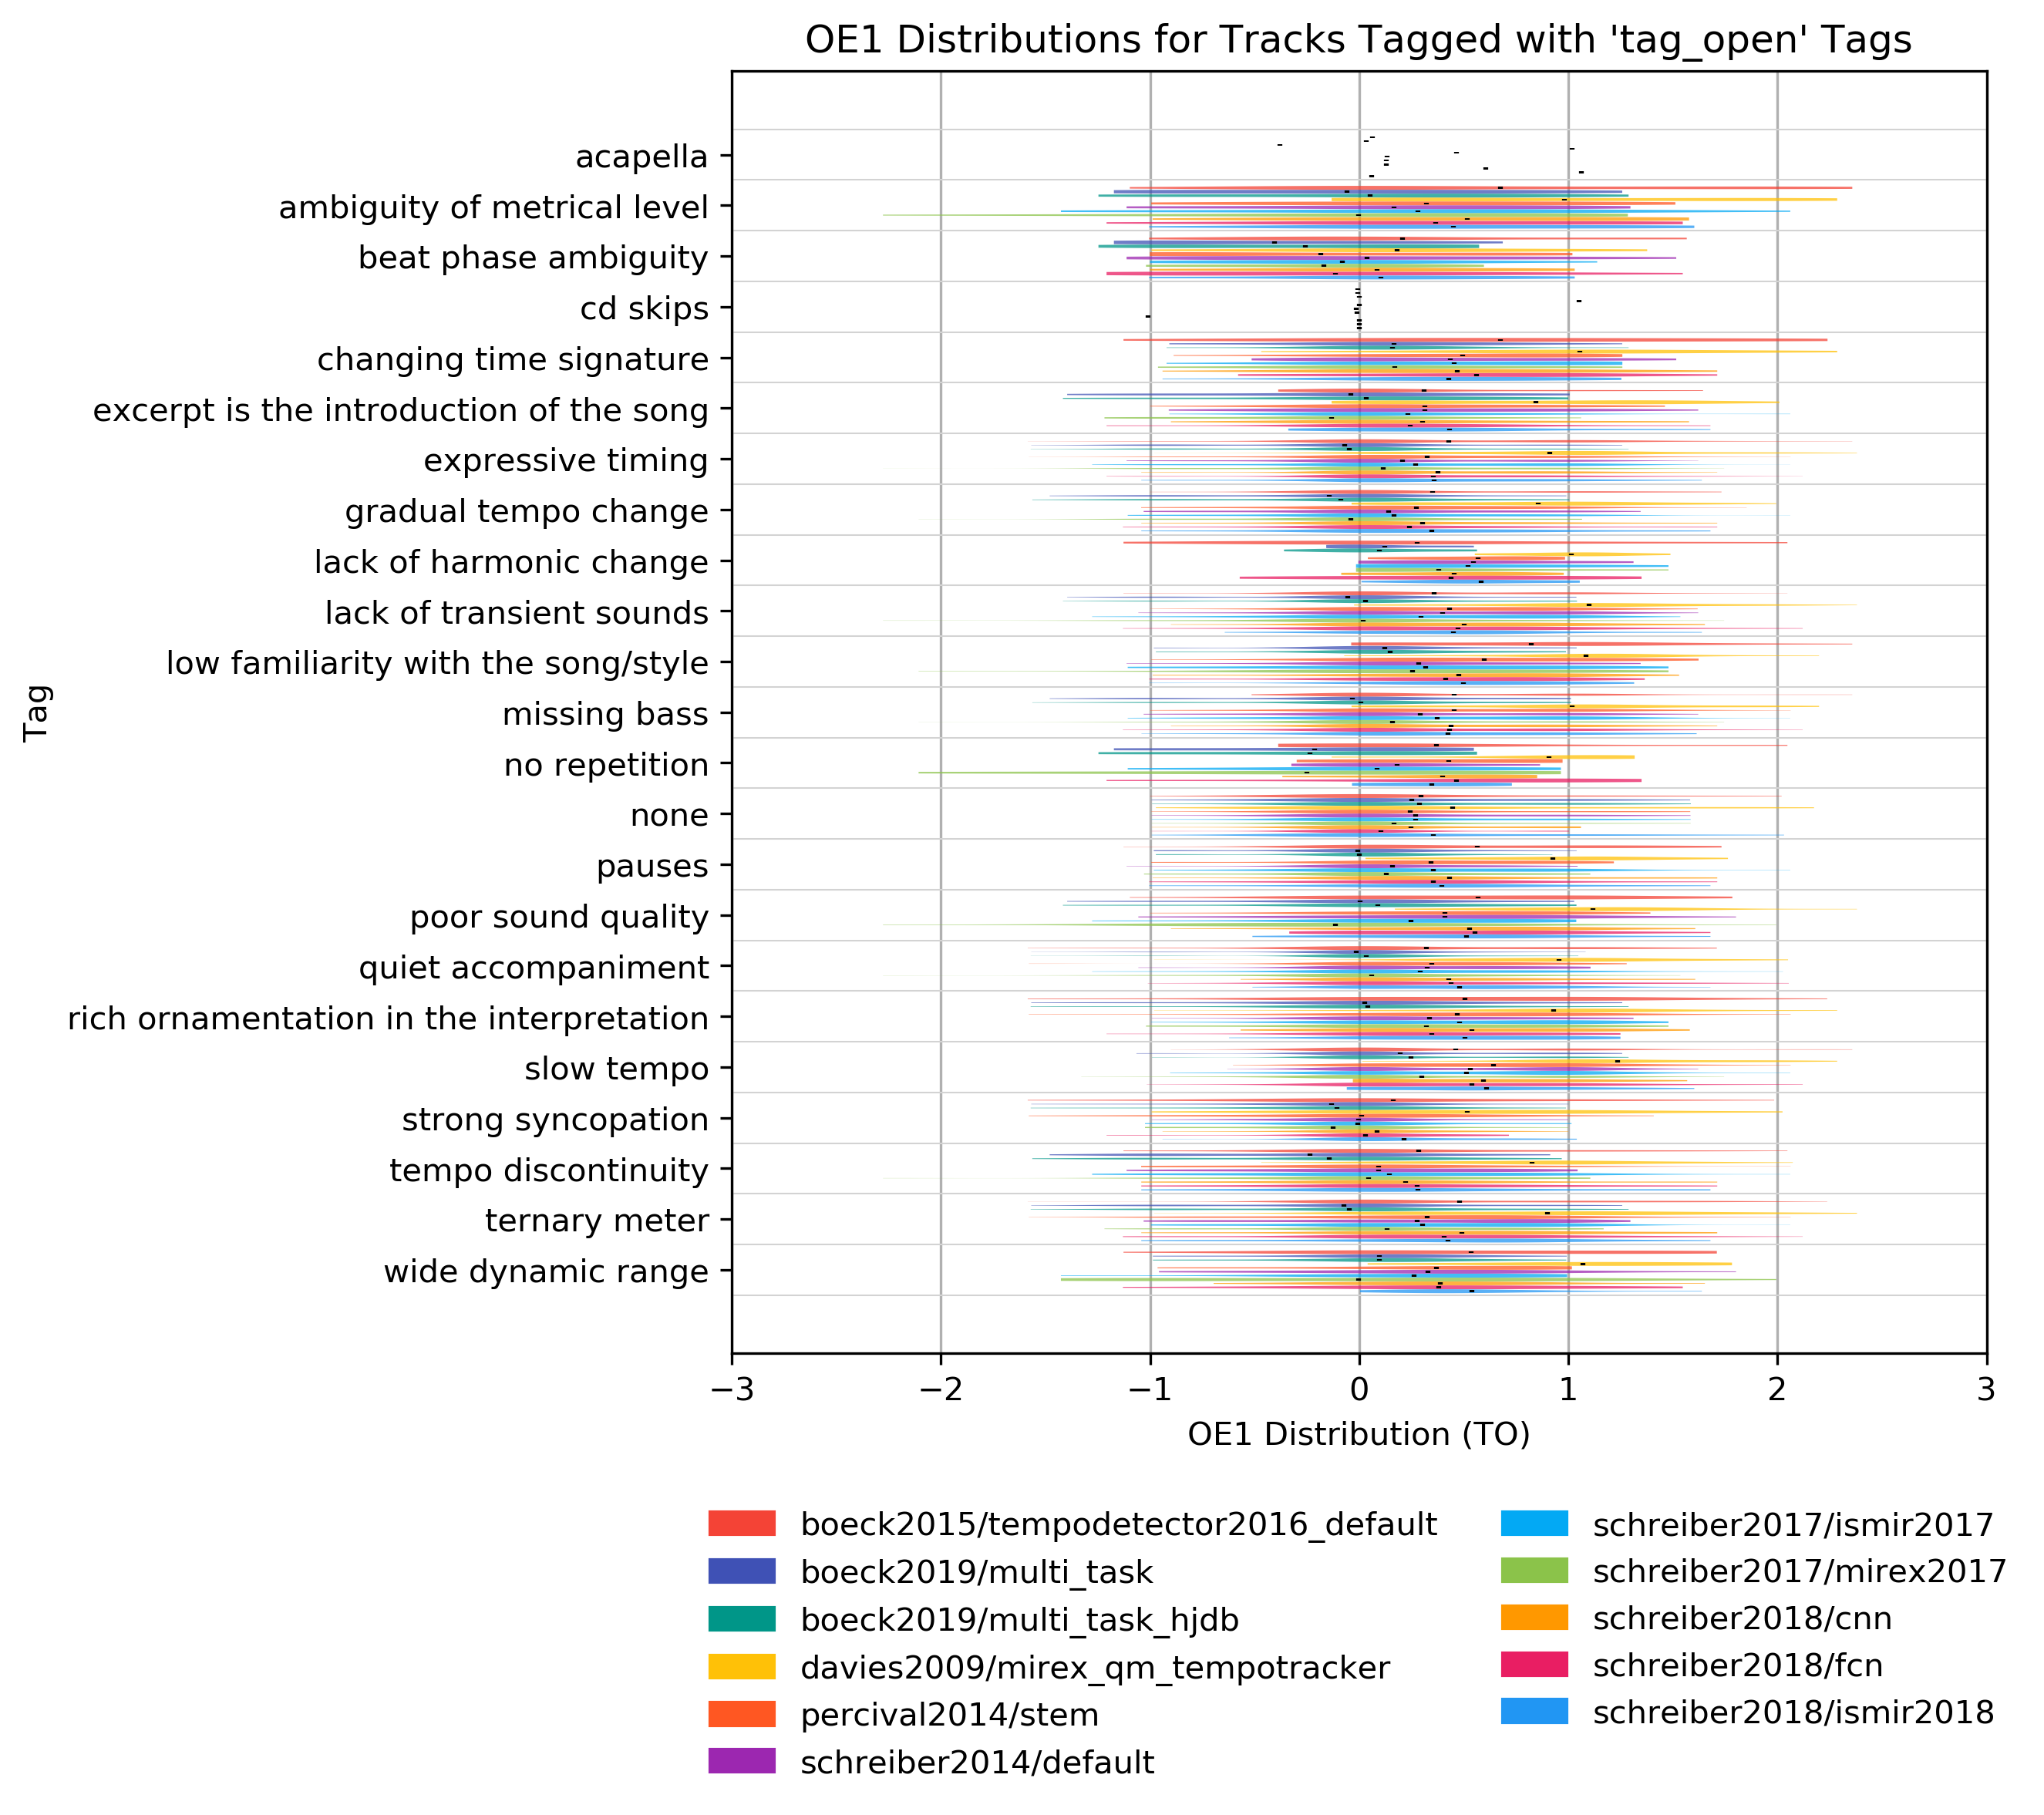 OE1 Distributions for Tracks Tagged with 'tag_open' Tags
Tag
acapella
ambiguity of metrical level
beat phase ambiguity
cd skips
changing time signature
excerpt is the introduction of the song
expressive timing
gradual tempo change
lack of harmonic change
lack of transient sounds
low familiarity with the song/style
missing bass
no repetition
none
pauses
poor sound quality
quiet accompaniment
rich ornamentation in the interpretation
slow tempo
strong syncopation
tempo discontinuity
ternary meter
wide dynamic range
−3 −2 −1 0 1 2 3
OE1 Distribution (TO)
boeck2015/tempodetector2016_default
boeck2019/multi_task
boeck2019/multi_task_hjdb
davies2009/mirex_qm_tempotracker
percival2014/stem
schreiber2014/default
schreiber2017/ismir2017
schreiber2017/mirex2017
schreiber2018/cnn
schreiber2018/fcn
schreiber2018/ismir2018